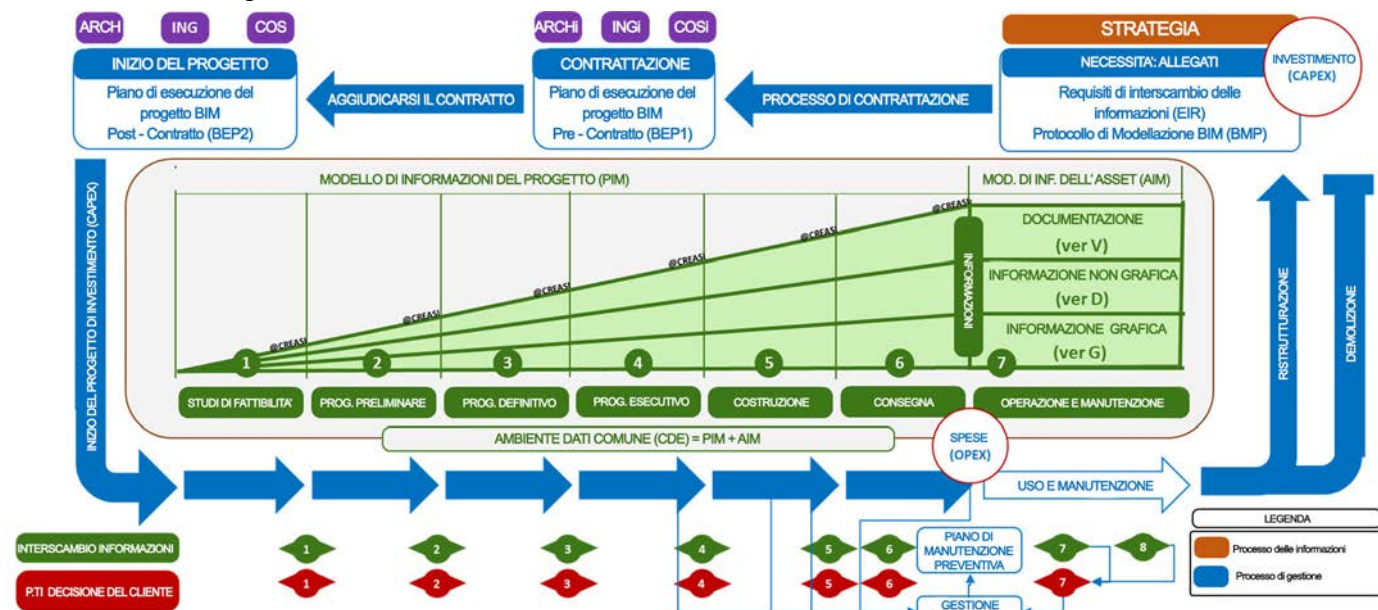 ARCH
ING
COS
ARCHi
INGi
COSi
STRATEGIA
INIZIO DEL PROGETTO
Piano di esecuzione del
progetto BIM
Post - Contratto (BEP2)
AGGIUDICARSI IL CONTRATTO
CONTRATTAZIONE
Piano di esecuzione del
progetto BIM
Pre - Contratto (BEP1)
PROCESSO DI CONTRATTAZIONE
NECESSITA': ALLEGATI
Requisiti di interscambio delle
informazioni (EIR)
Protocollo di Modellazione BIM (BMP)
INVESTIMENTO
(CAPEX)
INIZIO DEL PROGETTO DI INVESTIMENTO (CAPEX)
MODELLO DI INFORMAZIONI DEL PROGETTO (PIM)
MOD. DI INF. DELL'ASSET (AIM)
@CREASi
@CREASi
@CREASi
@CREASi
@CREASi
@CREASi
INFORMAZIONI
DOCUMENTAZIONE
(ver V)
INFORMAZIONE NON GRAFICA
(ver D)
INFORMAZIONE GRAFICA
(ver G)
1
2
3
4
5
6
7
STUDI DI FATTIBILITA'
PROG. PRELIMINARE
PROG. DEFINITIVO
PROG. ESECUTIVO
COSTRUZIONE
CONSEGNA
OPERAZIONE E MANUTENZIONE
AMBIENTE DATI COMUNE (CDE) = PIM + AIM
SPESE
(OPEX)
USO E MANUTENZIONE
RISTRUTTURAZIONE
DEMOLIZIONE
INTERSCAMBIO INFORMAZIONI
1
2
3
4
5
6
PIANO DI
MANUTENZIONE
PREVENTIVA
7
8
P.TI DECISIONE DEL CLIENTE
1
2
3
4
5
6
7
GESTIONE
LEGENDA
Processo delle informazioni
Processo di gestione